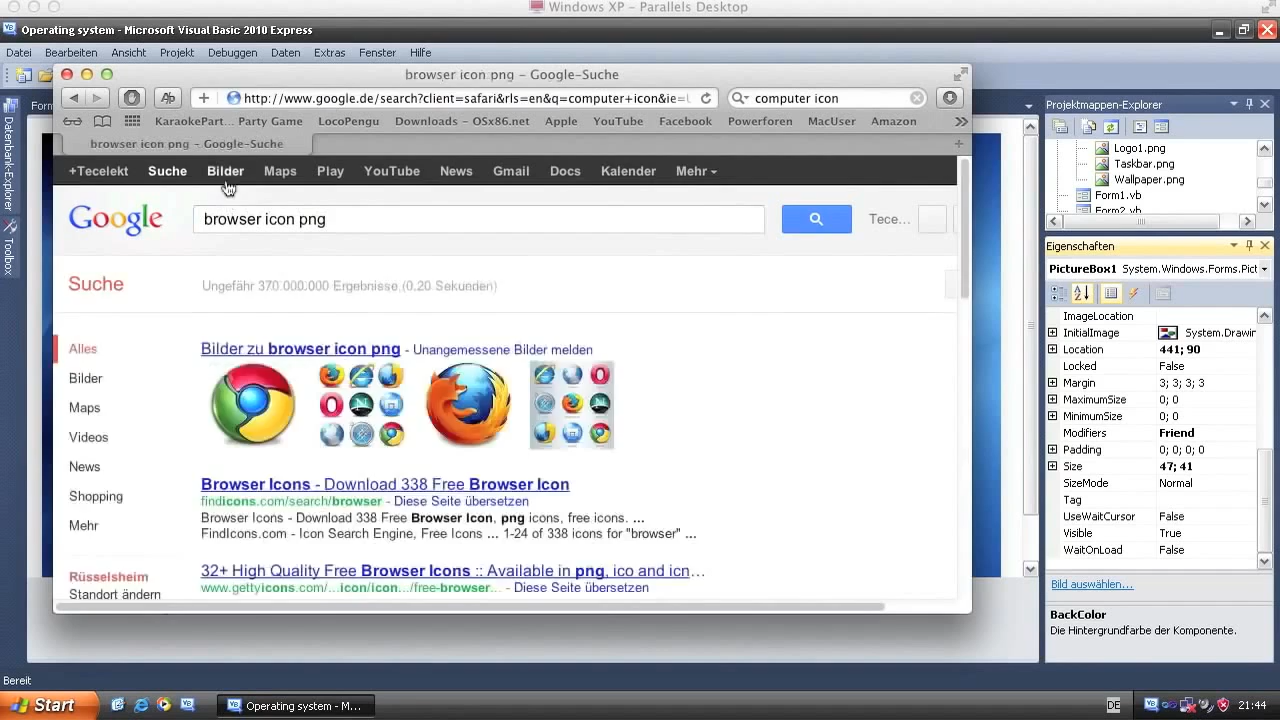 Windows XP - Parallels Desktop
Operating system - Microsoft Visual Basic 2010 Express
Datei Bearbeiten Ansicht Projekt Debuggen Daten Extras Fenster Hilfe
browser icon png - Google-Suche
http://www.google.de/search?client=safari&rls=en&q=computer+icon&ie=
computer icon
KaraokePart... Party Game LocoPengu Downloads - OSx86.net Apple YouTube Facebook Powerforen MacUser Amazon
browser icon png - Google-Suche
+Tecelekt Suche Bilder Maps Play YouTube News Gmail Docs Kalender Mehr
Google
browser icon png
Tece...
Suche
Ungefähr 370.000.000 Ergebnisse (0,20 Sekunden)
Alles
Bilder
Maps
Videos
News
Shopping
Mehr
Rüsselsheim
Standort ändern
Bilder zu browser icon png - Unangemessene Bilder melden
Browser Icons - Download 338 Free Browser Icon
findicons.com/search/browser - Diese Seite übersetzen
Browser Icons - Download 338 Free Browser Icon, png icons, free icons. ...
FindIcons.com - Icon Search Engine, Free Icons ... 1-24 of 338 icons for "browser" ...
32+ High Quality Free Browser Icons :: Available in png, ico and icn...
www.gettyicons.com/...icon/icon.../free-browser... - Diese Seite übersetzen
Datenbank-Explorer
Toolbox
Form
Projektmappen-Explorer
Logo1.png
Taskbar.png
Wallpaper.png
Form1.vb
Form2.vb
Eigenschaften
PictureBox1 System.Windows.Forms.Pict
ImageLocation
InitialImage System.Drawin
Location 441; 90
Locked False
Margin 3; 3; 3; 3
MaximumSize 0; 0
MinimumSize 0; 0
Modifiers Friend
Padding 0; 0; 0; 0
Size 47; 41
SizeMode Normal
Tag
UseWaitCursor False
Visible True
WaitOnLoad False
Bild auswählen...
BackColor
Die Hintergrundfarbe der Komponente.
Bereit
Start
Operating system - M...
DE
21:44